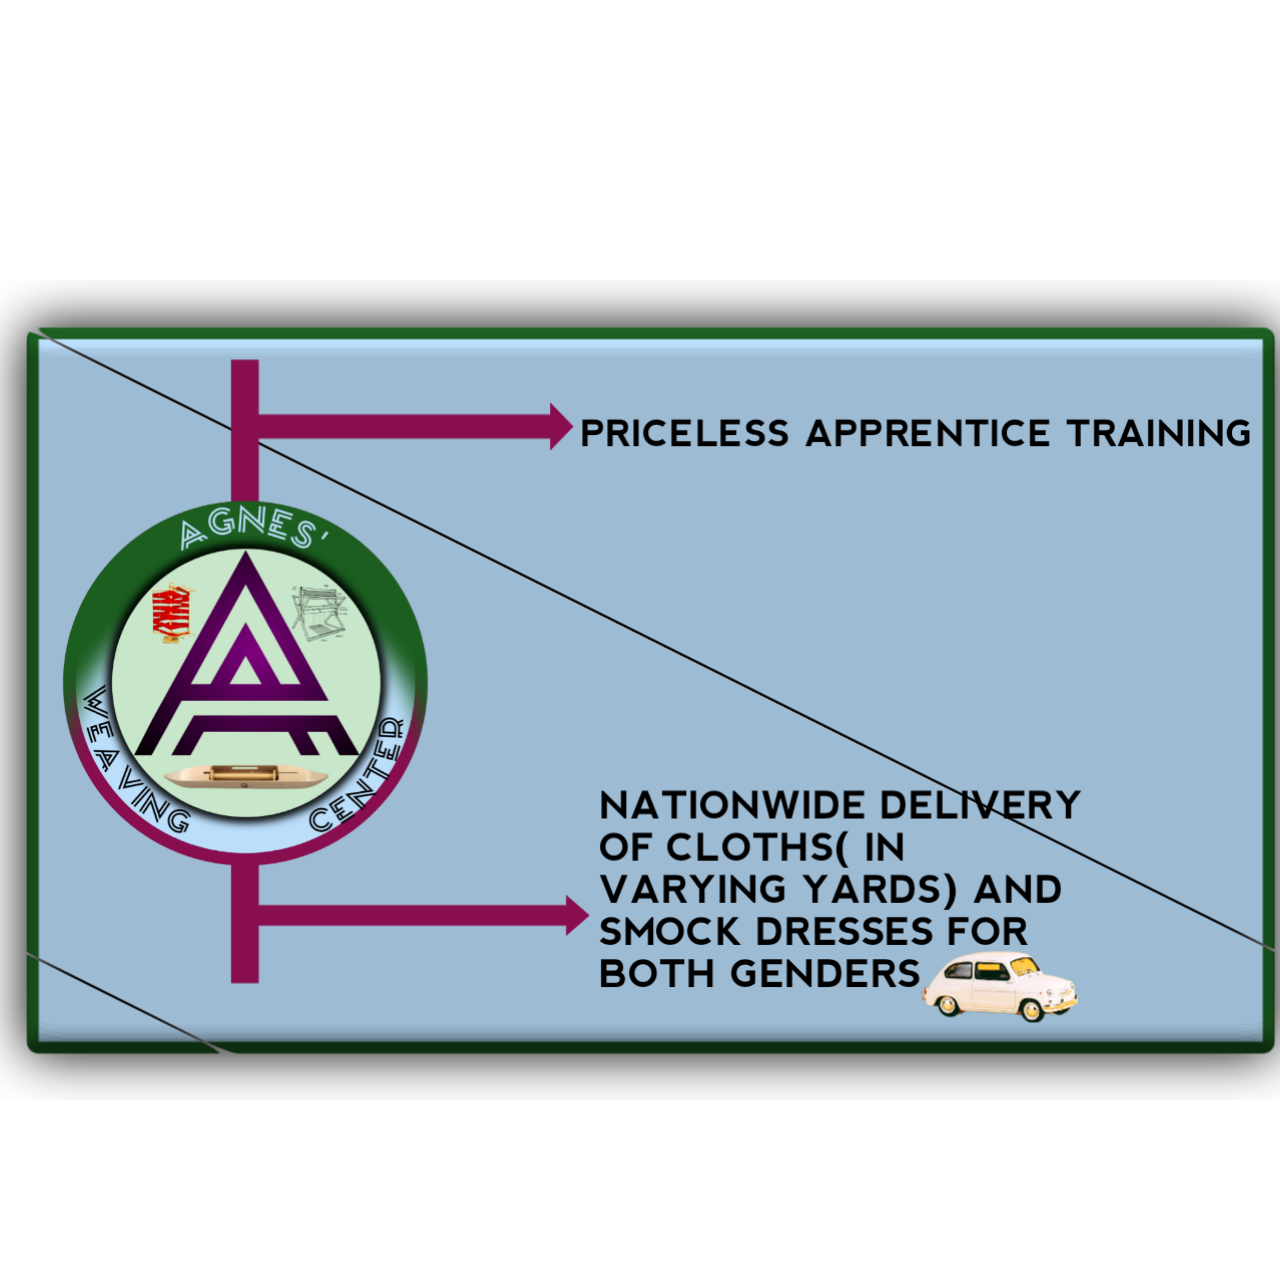 PRICELESS APPRENTICE TRAINING
AGNES'
WEAVING CENTER
NATIONWIDE DELIVERY
OF CLOTHS( IN
VARYING YARDS) AND
SMOCK DRESSES FOR
BOTH GENDERS